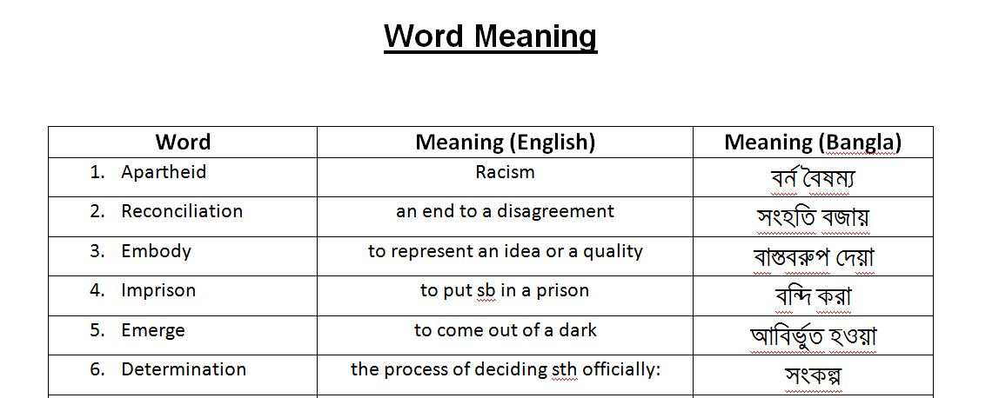 Word Meaning
Word Meaning (English) Meaning (Bangla)
1. Apartheid Racism বর্ন বৈষম্য
2. Reconciliation an end to a disagreement সংহতি বজায়
3. Embody to represent an idea or a quality বাস্তবরুপ দেয়া
4. Imprison to put sb in a prison বন্দি করা
5. Emerge to come out of a dark আবির্ভুত হওয়া
6. Determination the process of deciding sth officially: সংকল্প